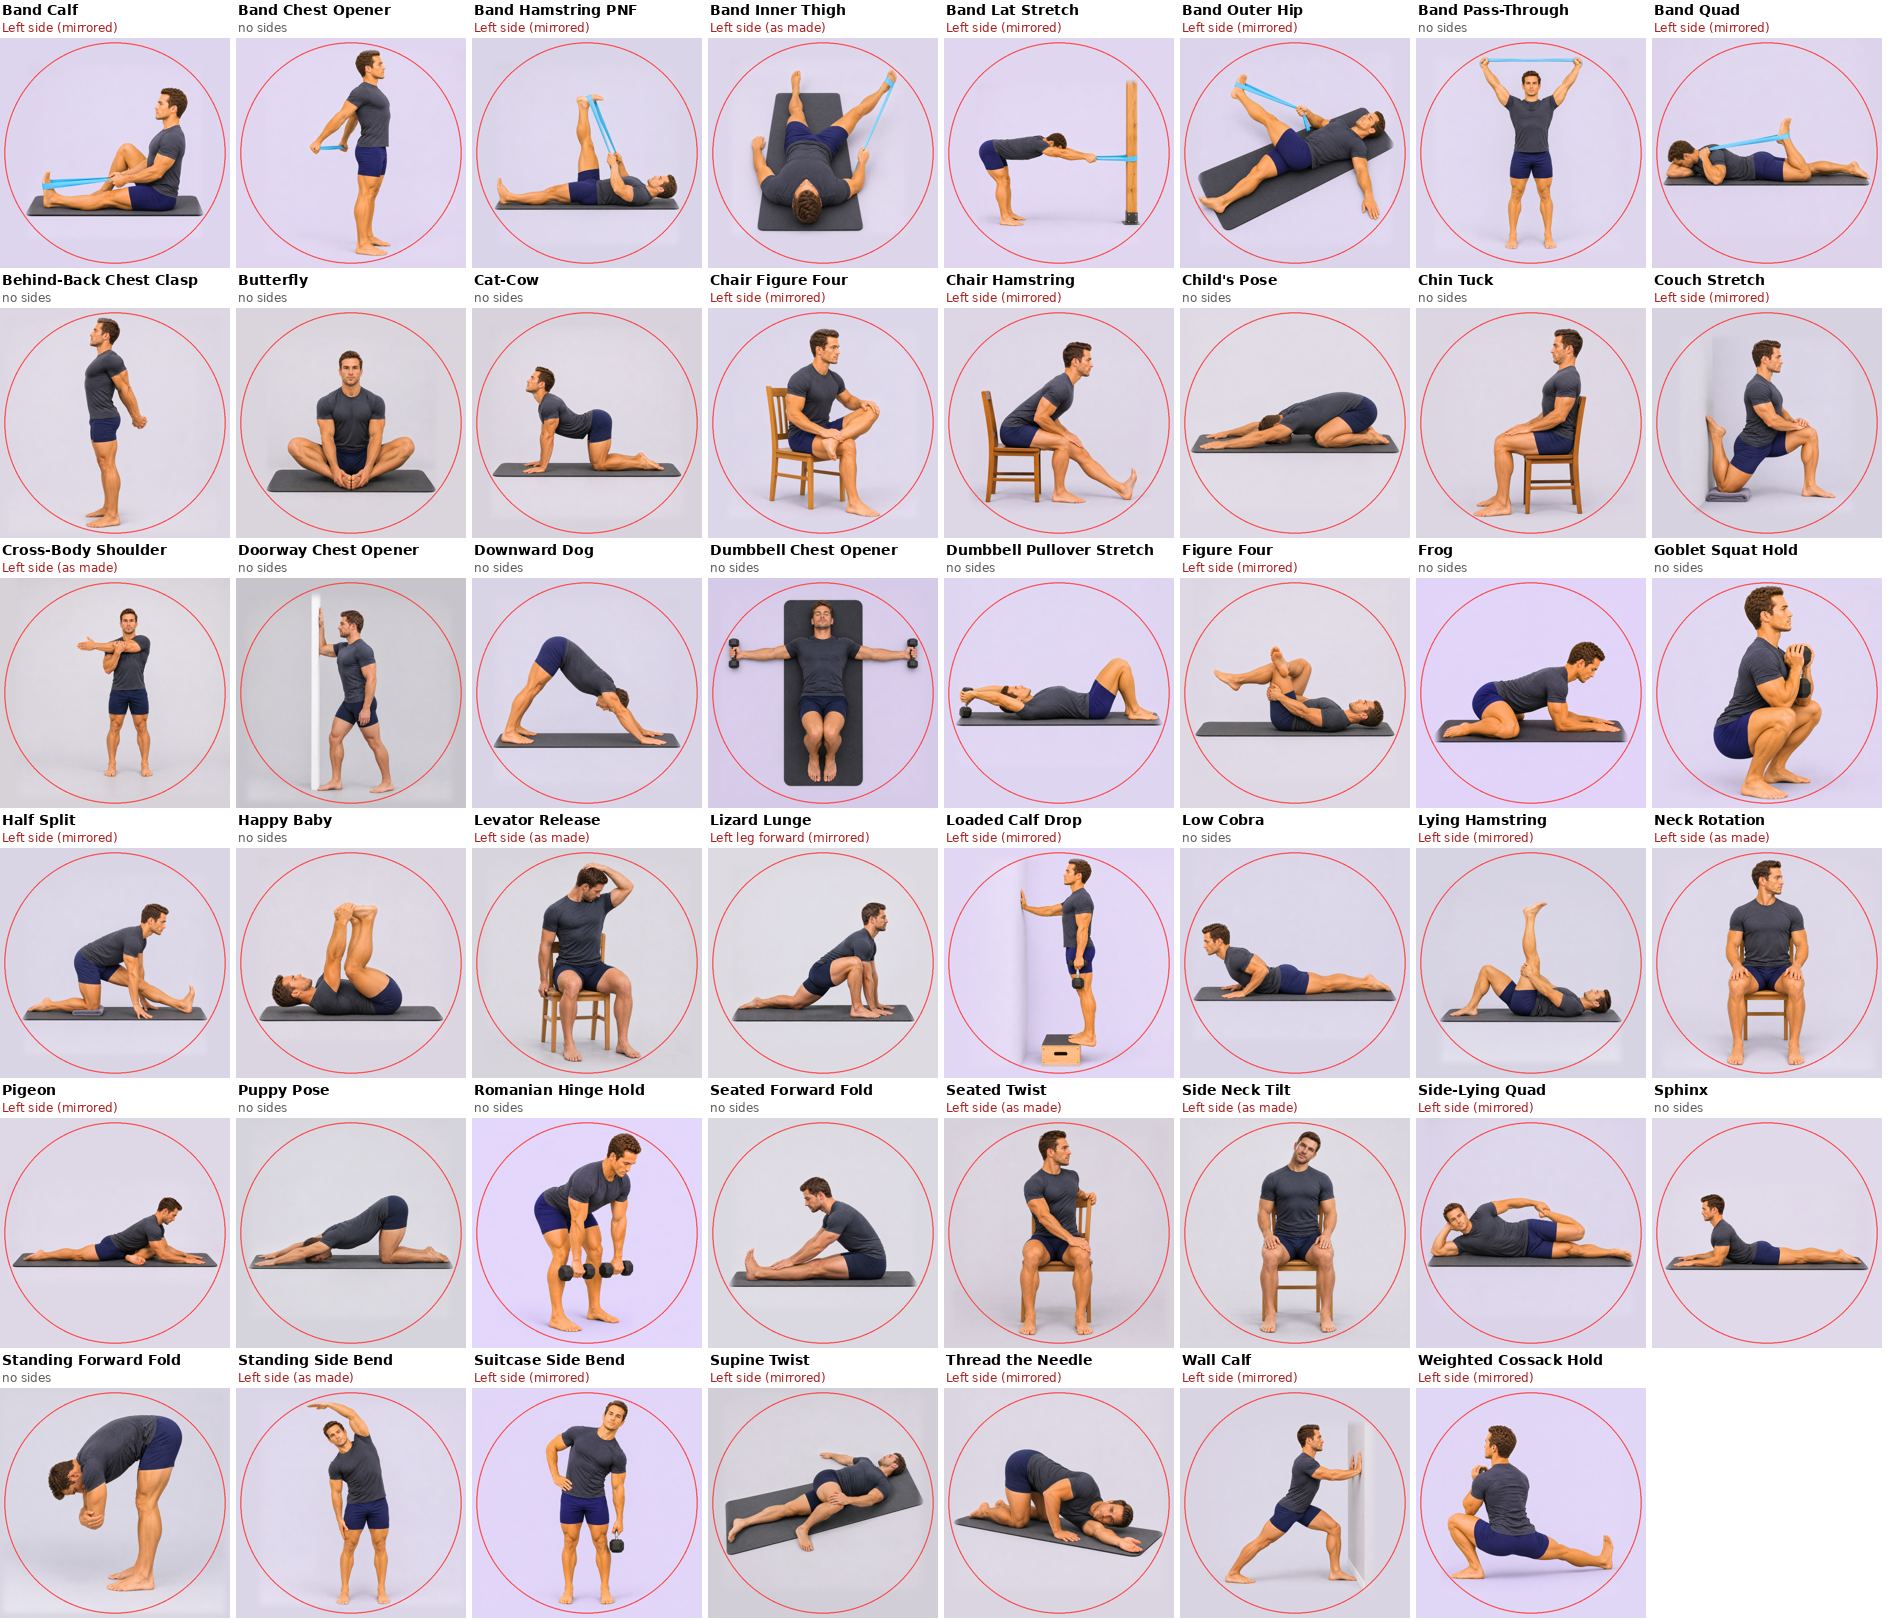 Band Calf
Left side (mirrored)
Band Chest Opener
no sides
Band Hamstring PNF
Left side (mirrored)
Band Inner Thigh
Left side (as made)
Band Lat Stretch
Left side (mirrored)
Band Outer Hip
Left side (mirrored)
Band Pass-Through
no sides
Band Quad
Left side (mirrored)
Behind-Back Chest Clasp
no sides
Butterfly
no sides
Cat-Cow
no sides
Chair Figure Four
Left side (mirrored)
Chair Hamstring
Left side (mirrored)
Child's Pose
no sides
Chin Tuck
no sides
Couch Stretch
Left side (mirrored)
Cross-Body Shoulder
Left side (as made)
Doorway Chest Opener
no sides
Downward Dog
no sides
Dumbbell Chest Opener
no sides
Dumbbell Pullover Stretch
no sides
Figure Four
Left side (mirrored)
Frog
no sides
Goblet Squat Hold
no sides
Half Split
Left side (mirrored)
Happy Baby
no sides
Levator Release
Left side (as made)
Lizard Lunge
Left leg forward (mirrored)
Loaded Calf Drop
Left side (mirrored)
Low Cobra
no sides
Lying Hamstring
Left side (mirrored)
Neck Rotation
Left side (as made)
Pigeon
Left side (mirrored)
Puppy Pose
no sides
Romanian Hinge Hold
no sides
Seated Forward Fold
no sides
Seated Twist
Left side (as made)
Side Neck Tilt
Left side (as made)
Side-Lying Quad
Left side (mirrored)
Sphinx
no sides
Standing Forward Fold
no sides
Standing Side Bend
Left side (as made)
Suitcase Side Bend
Left side (mirrored)
Supine Twist
Left side (mirrored)
Thread the Needle
Left side (mirrored)
Wall Calf
Left side (mirrored)
Weighted Cossack Hold
Left side (mirrored)